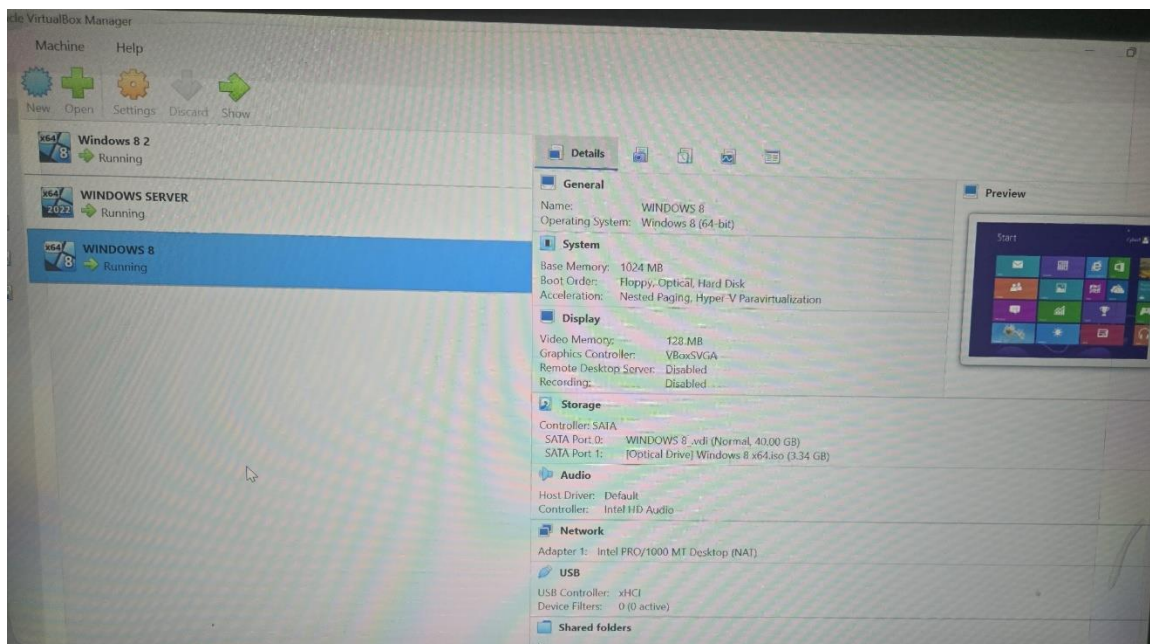 VirtualBox Manager
Machine Help
New Open Settings Discard Show
x64 8 Windows 8 2
Running
x64 2022 WINDOWS SERVER
Running
x64 8 WINDOWS 8
Running
Details
General
Name: WINDOWS 8
Operating System: Windows 8 (64-bit)
System
Base Memory: 1024 MB
Boot Order: Floppy, Optical, Hard Disk
Acceleration: Nested Paging, Hyper-V Paravirtualization
Display
Video Memory: 128 MB
Graphics Controller: VBoxSVGA
Remote Desktop Server: Disabled
Recording: Disabled
Storage
Controller: SATA
SATA Port 0: WINDOWS 8_.vdi (Normal, 40.00 GB)
SATA Port 1: [Optical Drive] Windows 8 x64.iso (3.34 GB)
Audio
Host Driver: Default
Controller: Intel HD Audio
Network
Adapter 1: Intel PRO/1000 MT Desktop (NAT)
USB
USB Controller: xHCI
Device Filters: 0 (0 active)
Shared folders
Preview
Start